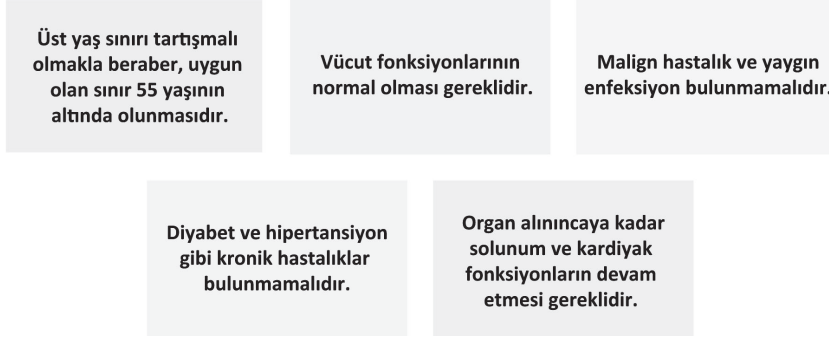 Üst yaş sınırı tartışmalı
olmakla beraber, uygun
olan sınır 55 yaşının
altında olunmasıdır.
Vücut fonksiyonlarının
normal olması gereklidir.
Malign hastalık ve yaygın
enfeksiyon bulunmamalıdır.
Diyabet ve hipertansiyon
gibi kronik hastalıklar
bulunmamalıdır.
Organ alınıncaya kadar
solunum ve kardiyak
fonksiyonların devam
etmesi gereklidir.